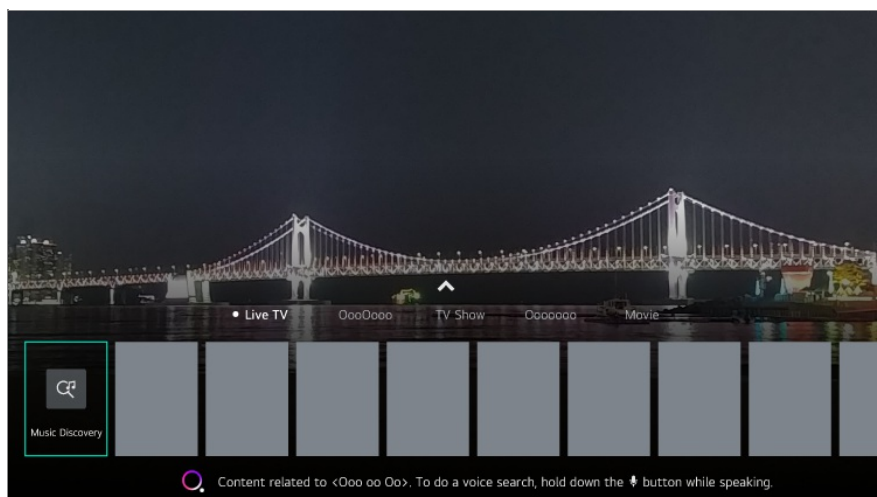 Live TV OooOooo TV Show Ooooooo Movie
Music Discovery
Content related to <Ooo oo Oo>. To do a voice search, hold down the button while speaking.